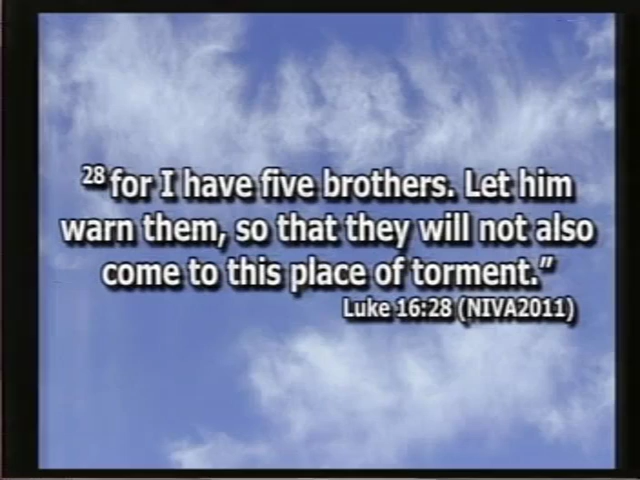 28 for I have five brothers. Let him
warn them, so that they will not also
come to this place of torment.”
Luke 16:28 (NIVA2011)